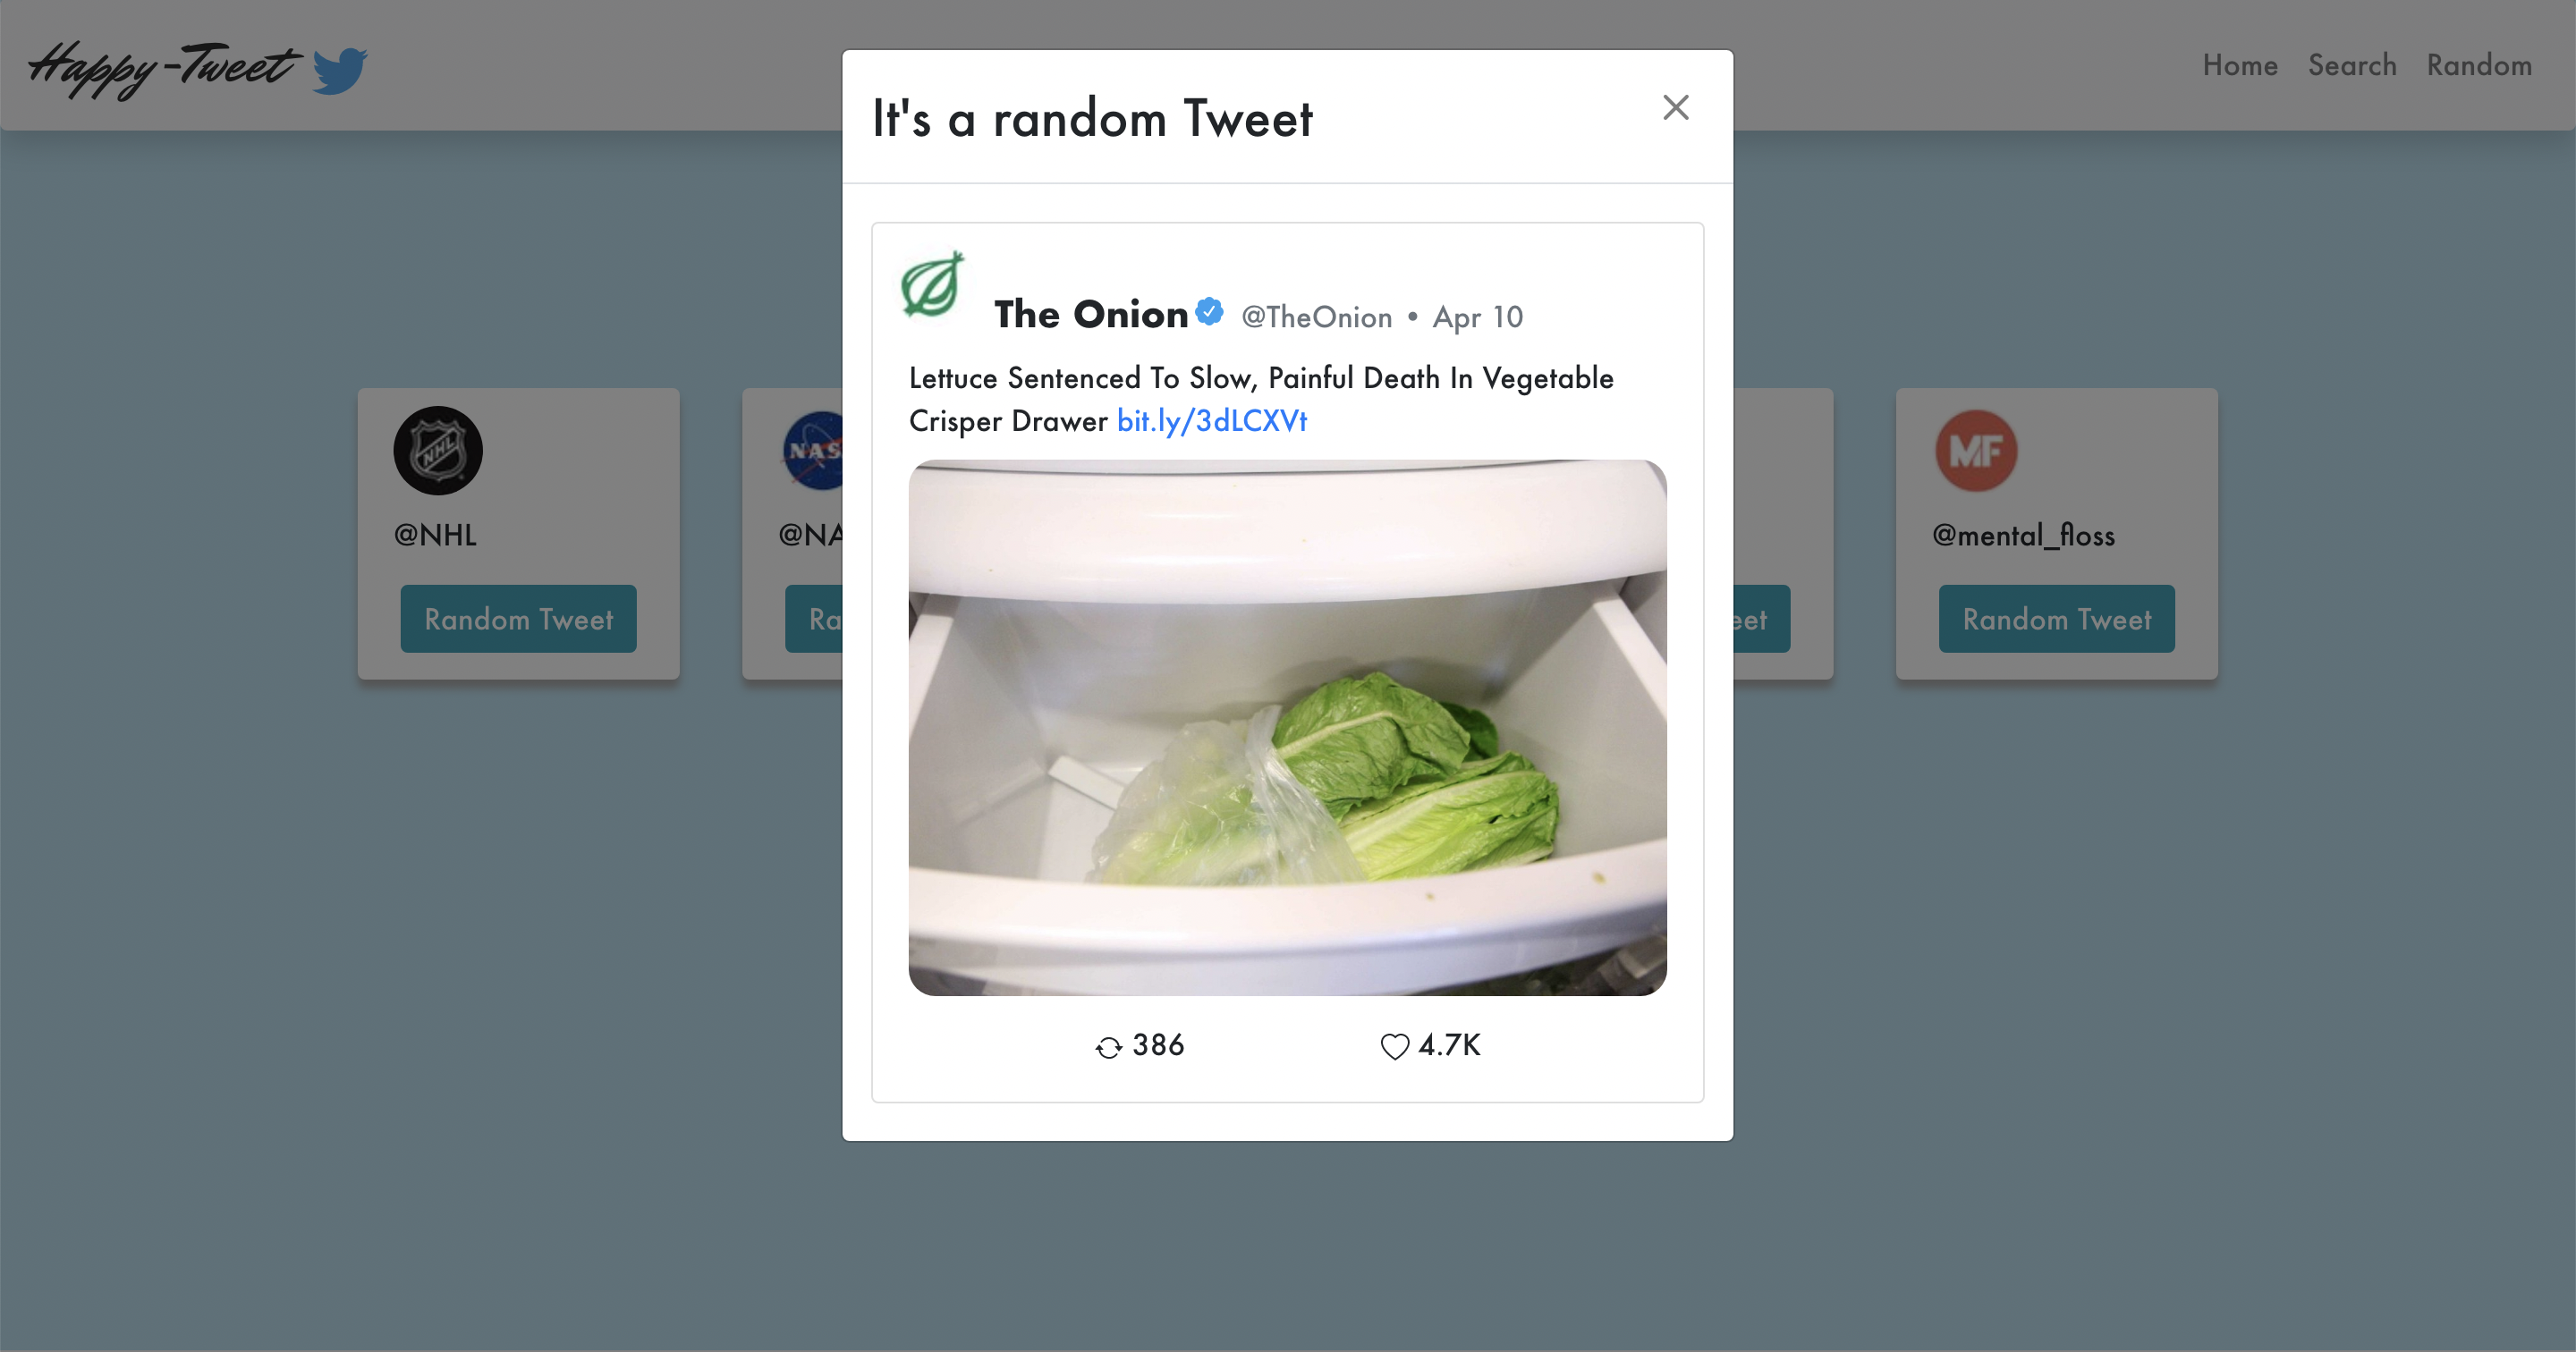 Happy-Tweet
Home Search Random
It's a random Tweet
The Onion @TheOnion • Apr 10
Lettuce Sentenced To Slow, Painful Death In Vegetable
Crisper Drawer bit.ly/3dLCXVt
386 4.7K
NHL
@NHL
Random Tweet
NAS
@NA
Ra
eet
MF
@mental_floss
Random Tweet